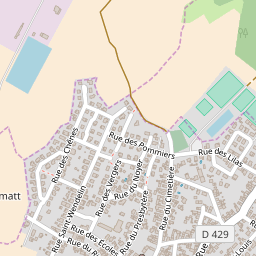 Rue des Chênes
Rue des Pommiers
Rue des Lilas
Rue des Vergers
Rue du Noyer
Rue du Presbytère
Rue du Cimetière
Rue Saint-Wendelin
matt
D 429
Rue des Écoles
Louis